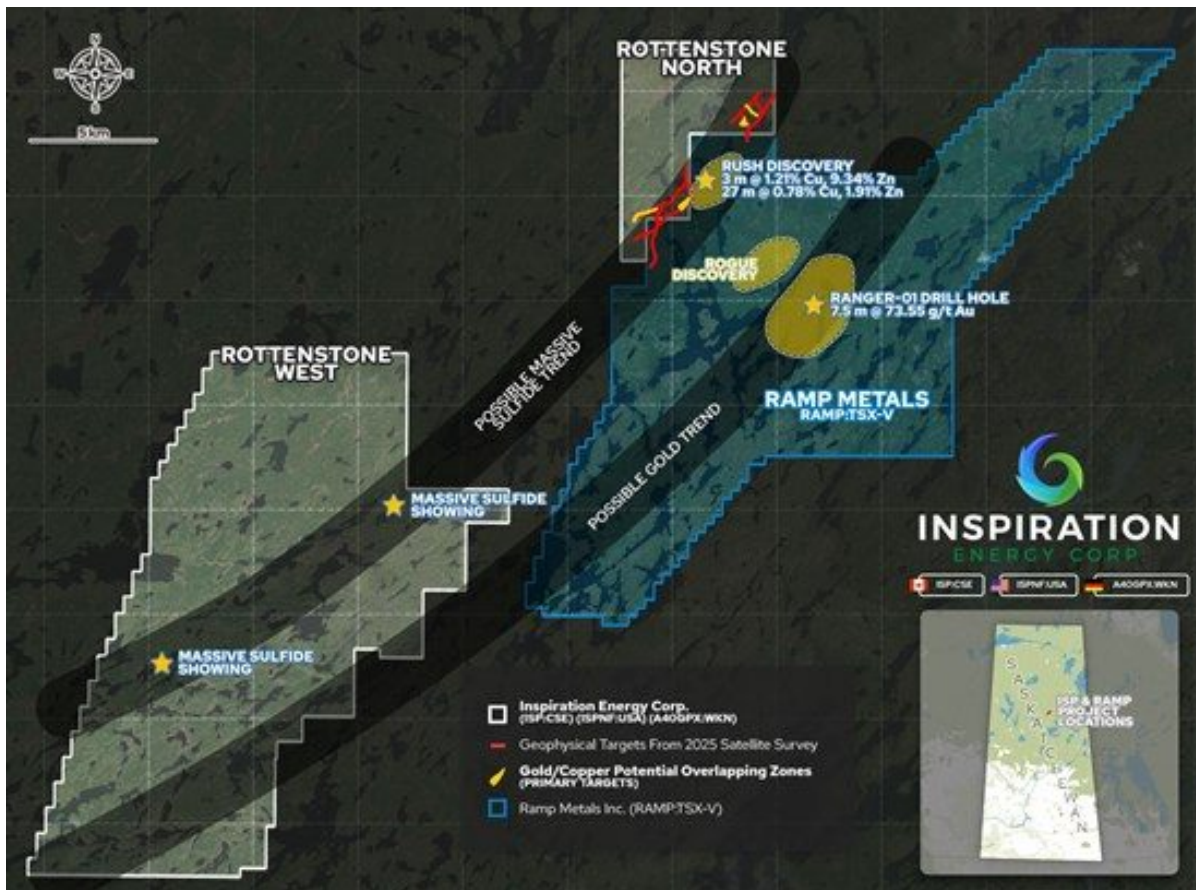 N
W E
S
5 km
ROTTENSTONE
NORTH
RUSH DISCOVERY
3 m @ 1.21% Cu, 9.34% Zn
27 m @ 0.78% Cu, 1.91% Zn
ROGUE
DISCOVERY
RANGER-01 DRILL HOLE
7.5 m @ 73.55 g/t Au
ROTTENSTONE
WEST
POSSIBLE MASSIVE
SULFIDE TREND
RAMP METALS
RAMP:TSX-V
POSSIBLE GOLD TREND
MASSIVE SULFIDE
SHOWING
MASSIVE SULFIDE
SHOWING
INSPIRATION
ENERGY CORP
ISP:CSE ISPNF:USA A40GPX:WKN
SASKATCHEWAN
ISP & RAMP
PROJECT
LOCATIONS
Inspiration Energy Corp.
(ISP:CSE) (ISPNF:USA) (A40GPX:WKN)
Geophysical Targets From 2025 Satellite Survey
Gold/Copper Potential Overlapping Zones
(PRIMARY TARGETS)
Ramp Metals Inc. (RAMP:TSX-V)